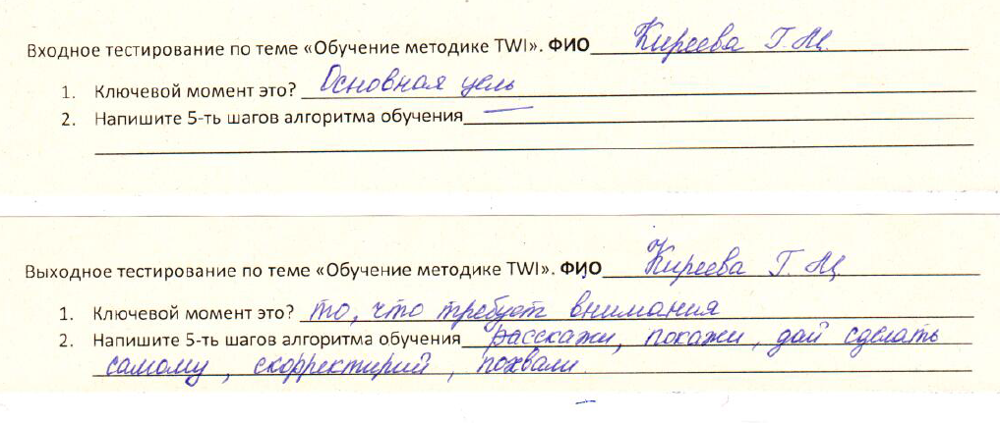 Входное тестирование по теме «Обучение методике TWI». ФИО Киреева Г.М.
1. Ключевой момент это? Основная цель
2. Напишите 5-ть шагов алгоритма обучения —
Выходное тестирование по теме «Обучение методике TWI». ФИО Киреева Г.М.
1. Ключевой момент это? то, что требует внимания
2. Напишите 5-ть шагов алгоритма обучения расскажи, покажи, дай сделать
самому, скорректирий, похвали